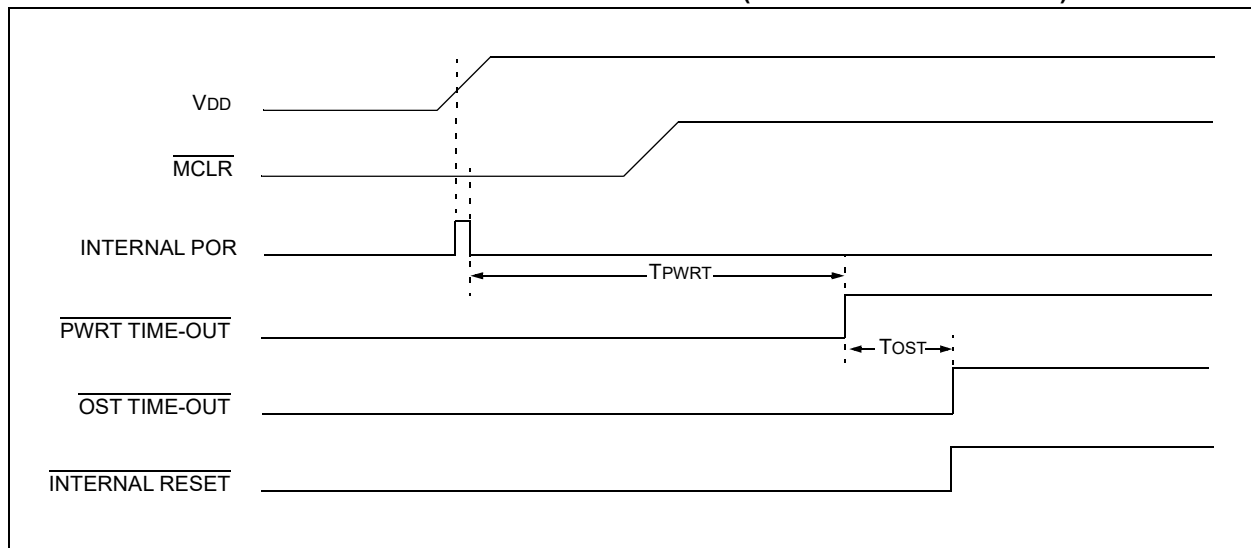 VDD
MCLR
INTERNAL POR
TPWRT
PWRT TIME-OUT
TOST
OST TIME-OUT
INTERNAL RESET